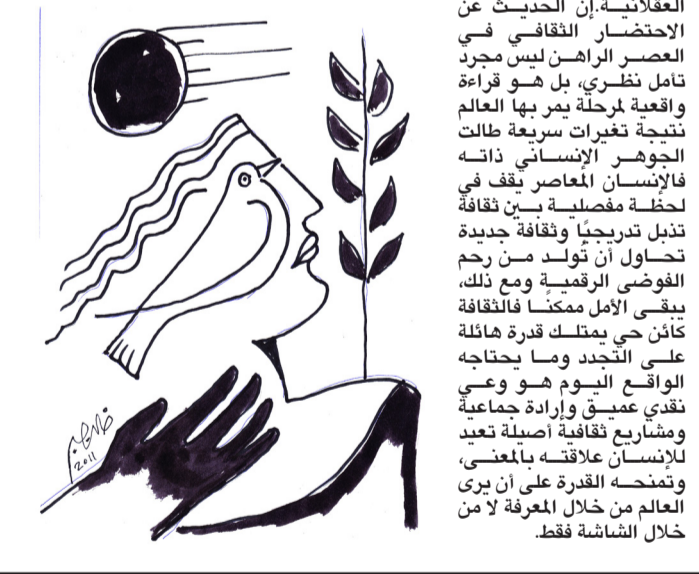 العقلانية.إن الحديث عن
الاحتضار الثقافي في
العصر الراهن ليس مجرد
تأمل نظري، بل هو قراءة
واقعية لمرحلة يمر بها العالم
نتيجة تغيرات سريعة طالت
الجوهر الإنساني ذاته
فالإنسان المعاصر يقف في
لحظة مفصلية بين ثقافة
تذبل تدريجيًا وثقافة جديدة
تحاول أن تُولد من رحم
الفوضى الرقمية ومع ذلك،
يبقى الأمل ممكنًا فالثقافة
كائن حي يمتلك قدرة هائلة
على التجدد وما يحتاجه
الواقع اليوم هو وعي
نقدي عميق وإرادة جماعية
ومشاريع ثقافية أصيلة تعيد
للإنسان علاقته بالمعنى،
وتمنحه القدرة على أن يرى
العالم من خلال المعرفة لا من
خلال الشاشة فقط.
2011